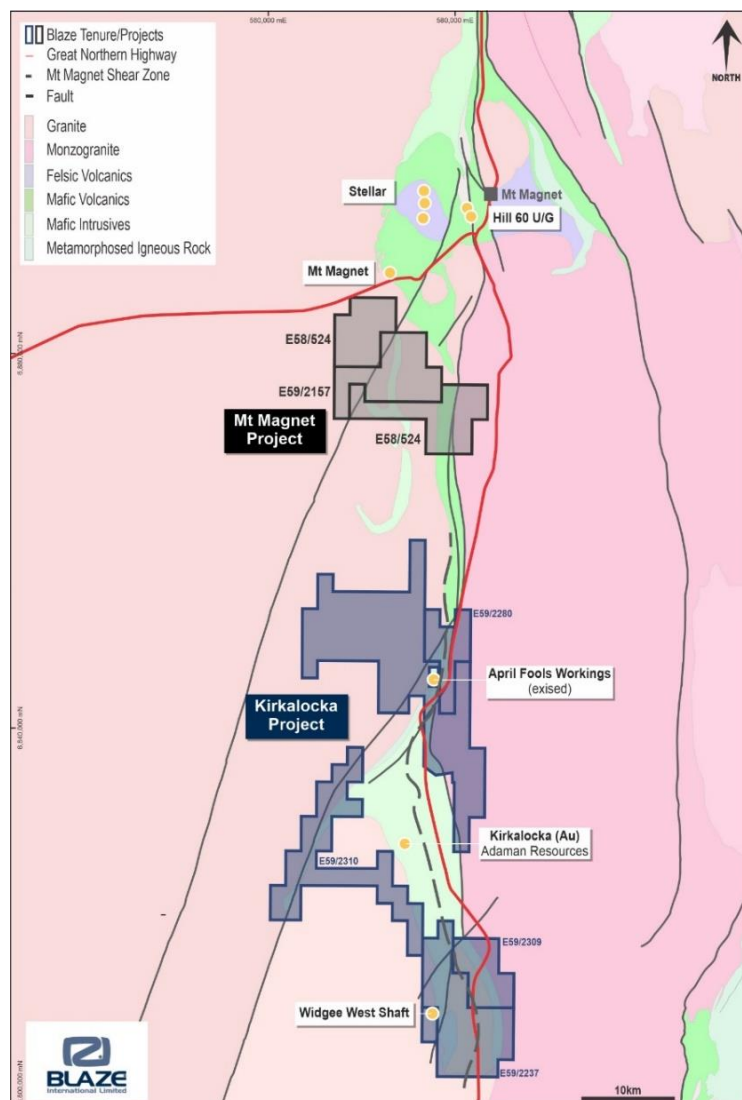 560,000 mE
580,000 mE
Blaze Tenure/Projects
Great Northern Highway
Mt Magnet Shear Zone
Fault
Granite
Monzogranite
Felsic Volcanics
Mafic Volcanics
Mafic Intrusives
Metamorphosed Igneous Rock
NORTH
Stellar
Mt Magnet
Hill 60 U/G
Mt Magnet
E58/524
E59/2157
Mt Magnet
Project
E58/524
E59/2280
April Fools Workings
(exised)
Kirkalocka
Project
Kirkalocka (Au)
Adaman Resources
E59/2310
E59/2309
Widgee West Shaft
E59/2237
BLAZE
International Limited
10km